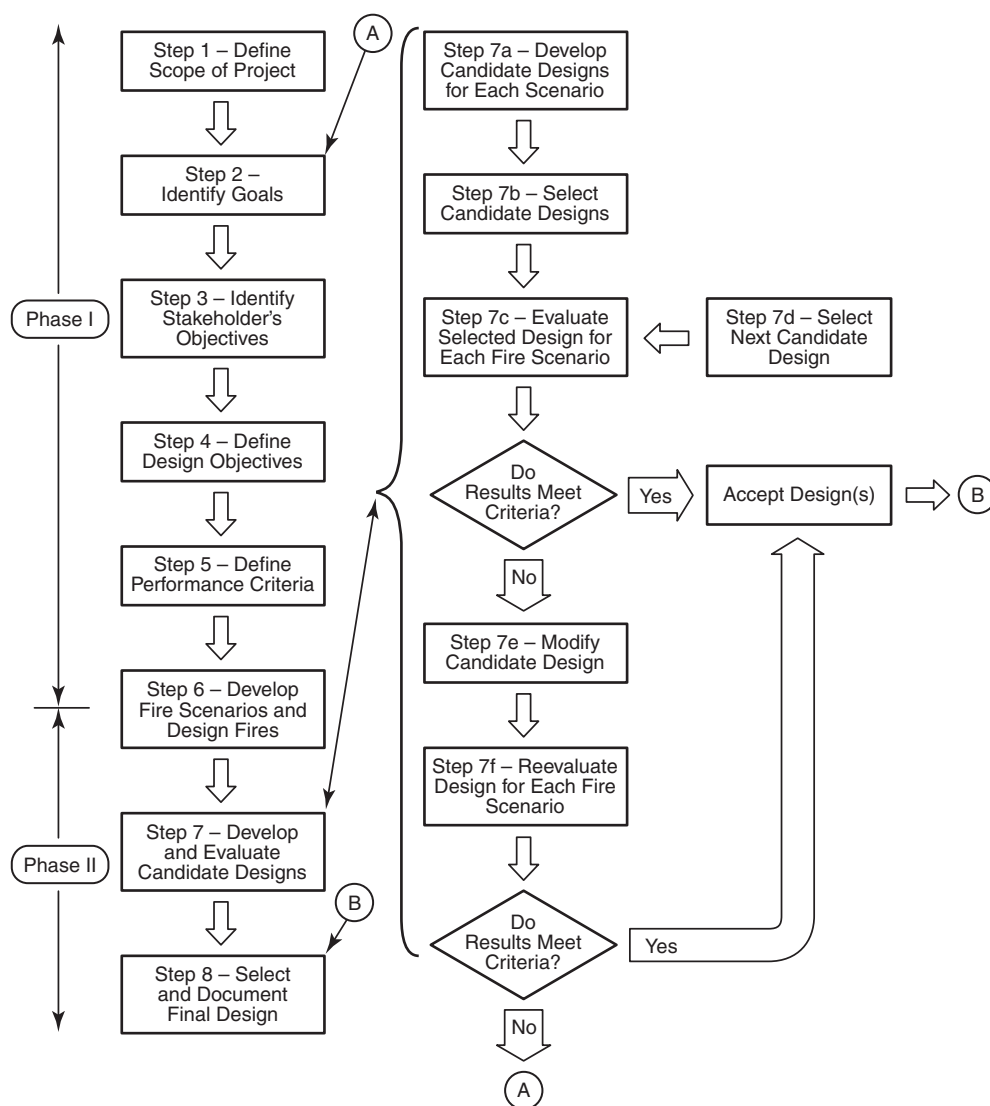 A
Step 1 – Define
Scope of Project
Step 2 –
Identify Goals
Step 3 – Identify
Stakeholder's
Objectives
Phase I
Step 4 – Define
Design Objectives
Step 5 – Define
Performance Criteria
Step 6 – Develop
Fire Scenarios and
Design Fires
Step 7 – Develop
and Evaluate
Candidate Designs
Phase II
B
Step 8 – Select
and Document
Final Design
Step 7a – Develop
Candidate Designs
for Each Scenario
Step 7b – Select
Candidate Designs
Step 7c – Evaluate
Selected Design for
Each Fire Scenario
Step 7d – Select
Next Candidate
Design
Do
Results Meet
Criteria?
Yes
Accept Design(s)
B
No
Step 7e – Modify
Candidate Design
Step 7f – Reevaluate
Design for Each Fire
Scenario
Do
Results Meet
Criteria?
Yes
No
A